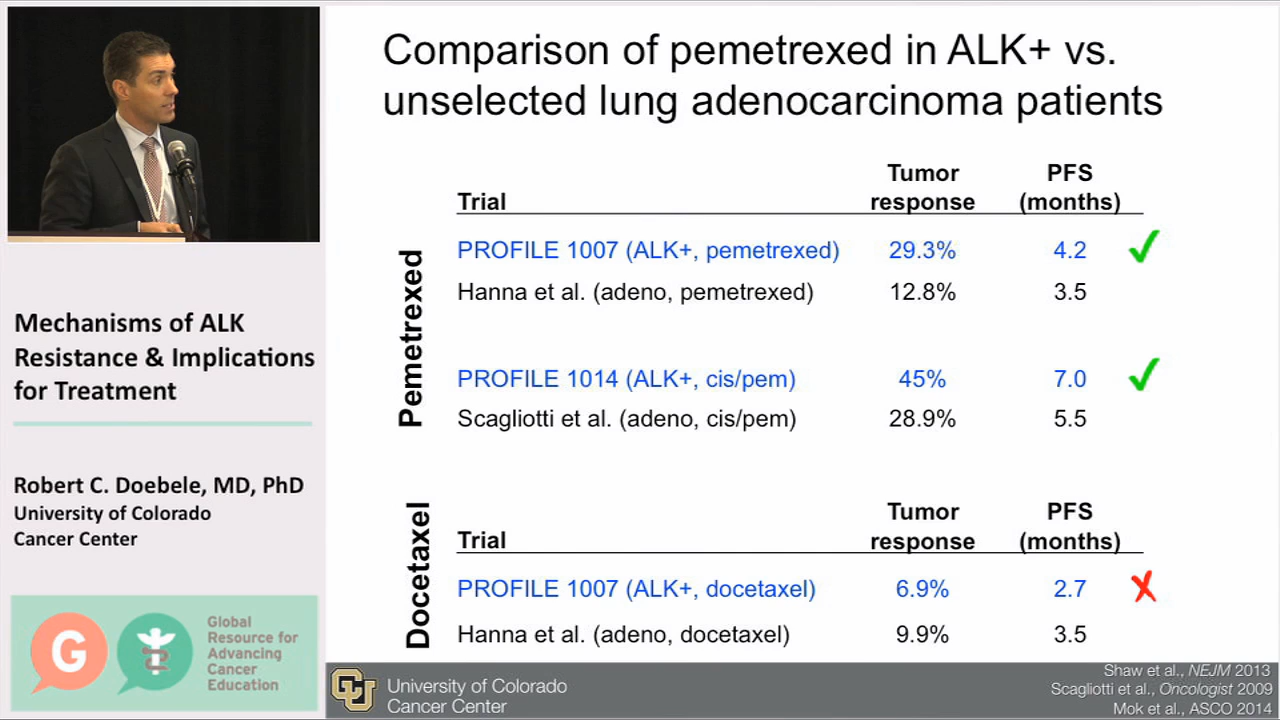 Comparison of pemetrexed in ALK+ vs.
unselected lung adenocarcinoma patients
Mechanisms of ALK
Resistance & Implications
for Treatment
Robert C. Doebele, MD, PhD
University of Colorado
Cancer Center
G
Global
Resource for
Advancing
Cancer
Education
Pemetrexed
Trial Tumor response PFS (months)
PROFILE 1007 (ALK+, pemetrexed) 29.3% 4.2
Hanna et al. (adeno, pemetrexed) 12.8% 3.5
PROFILE 1014 (ALK+, cis/pem) 45% 7.0
Scagliotti et al. (adeno, cis/pem) 28.9% 5.5
Docetaxel
Trial Tumor response PFS (months)
PROFILE 1007 (ALK+, docetaxel) 6.9% 2.7
Hanna et al. (adeno, docetaxel) 9.9% 3.5
CU
University of Colorado
Cancer Center
Shaw et al., NEJM 2013
Scagliotti et al., Oncologist 2009
Mok et al., ASCO 2014